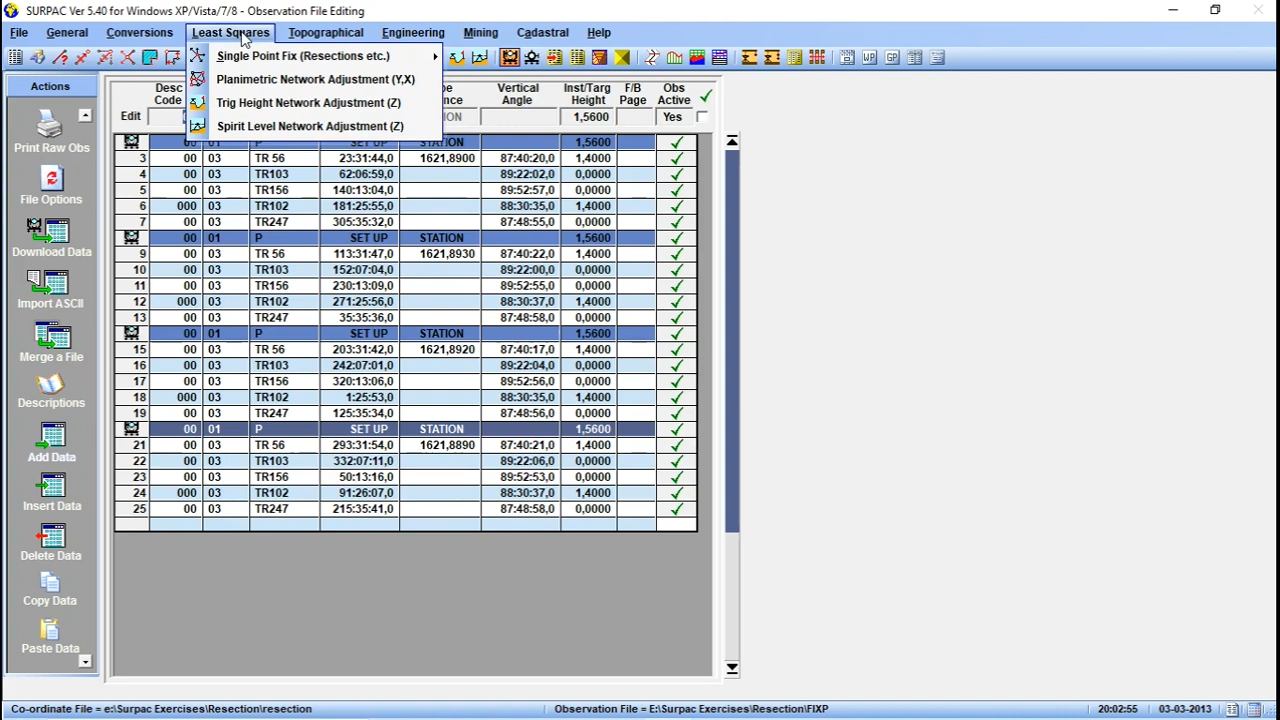 SURPAC Ver 5.40 for Windows XP/Vista/7/8 - Observation File Editing
File General Conversions Least Squares Topographical Engineering Mining Cadastral Help
WP GP
Single Point Fix (Resections etc.)
Planimetric Network Adjustment (Y,X)
Trig Height Network Adjustment (Z)
Spirit Level Network Adjustment (Z)
Actions
Print Raw Obs
File Options
Download Data
Import ASCII
Merge a File
Descriptions
Add Data
Insert Data
Delete Data
Copy Data
Paste Data
Desc Vertical Inst/Targ F/B Obs
Code Angle Height Page Active
Edit 1,5600 Yes
00 01 P SET UP STATION 1,5600
3 00 03 TR 56 23:31:44,0 1621,8900 87:40:20,0 1,4000
4 00 03 TR103 62:06:59,0 89:22:02,0 0,0000
5 00 03 TR156 140:13:04,0 89:52:57,0 0,0000
6 000 03 TR102 181:25:55,0 88:30:35,0 1,4000
7 00 03 TR247 305:35:32,0 87:48:55,0 0,0000
00 01 P SET UP STATION 1,5600
9 00 03 TR 56 113:31:47,0 1621,8930 87:40:22,0 1,4000
10 00 03 TR103 152:07:04,0 89:22:00,0 0,0000
11 00 03 TR156 230:13:09,0 89:52:55,0 0,0000
12 000 03 TR102 271:25:56,0 88:30:37,0 1,4000
13 00 03 TR247 35:35:36,0 87:48:58,0 0,0000
00 01 P SET UP STATION 1,5600
15 00 03 TR 56 203:31:42,0 1621,8920 87:40:17,0 1,4000
16 00 03 TR103 242:07:01,0 89:22:04,0 0,0000
17 00 03 TR156 320:13:06,0 89:52:56,0 0,0000
18 000 03 TR102 1:25:53,0 88:30:35,0 1,4000
19 00 03 TR247 125:35:34,0 87:48:56,0 0,0000
00 01 P SET UP STATION 1,5600
21 00 03 TR 56 293:31:54,0 1621,8890 87:40:21,0 1,4000
22 00 03 TR103 332:07:11,0 89:22:06,0 0,0000
23 00 03 TR156 50:13:16,0 89:52:53,0 0,0000
24 000 03 TR102 91:26:07,0 88:30:37,0 1,4000
25 00 03 TR247 215:35:41,0 87:48:58,0 0,0000
Co-ordinate File = e:\Surpac Exercises\Resection\resection Observation File = E:\Surpac Exercises\Resection\FIXP 20:02:55 03-03-2013